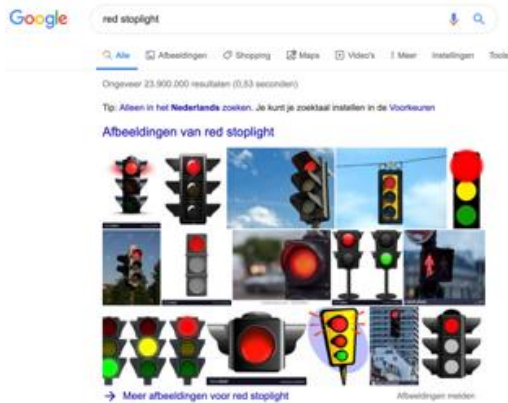 Google
red stoplight
Alle Afbeeldingen Shopping Maps Video's Meer Instellingen Tools
Ongeveer 23.900.000 resultaten (0,53 seconden)
Tip: Alleen in het Nederlands zoeken. Je kunt je zoektaal instellen in de Voorkeuren
Afbeeldingen van red stoplight
Meer afbeeldingen voor red stoplight
Afbeeldingen melden